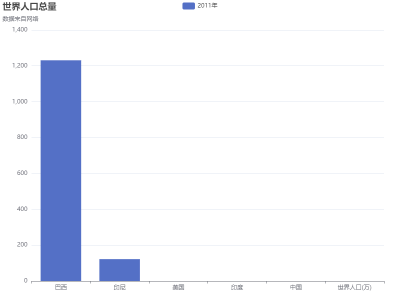 世界人口总量
2011年
数据来自网络
1,400
1,200
1,000
800
600
400
200
0
巴西
印尼
美国
印度
中国
世界人口(万)